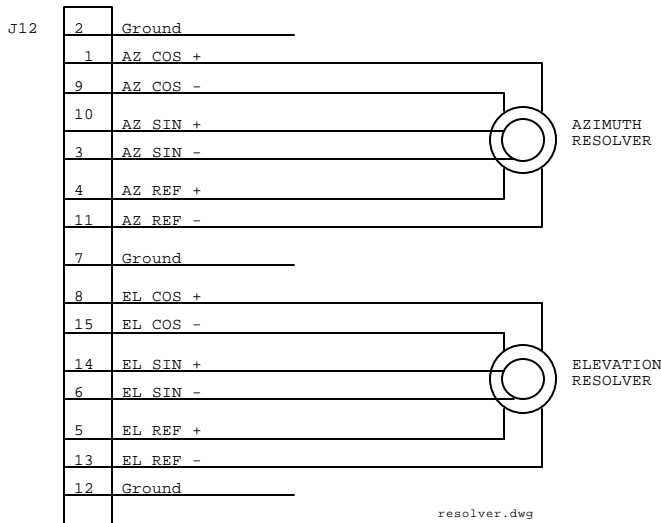 J12
2 Ground
1 AZ COS +
9 AZ COS -
10 AZ SIN +
3 AZ SIN -
4 AZ REF +
11 AZ REF -
7 Ground
8 EL COS +
15 EL COS -
14 EL SIN +
6 EL SIN -
5 EL REF +
13 EL REF -
12 Ground
AZIMUTH
RESOLVER
ELEVATION
RESOLVER
resolver.dwg